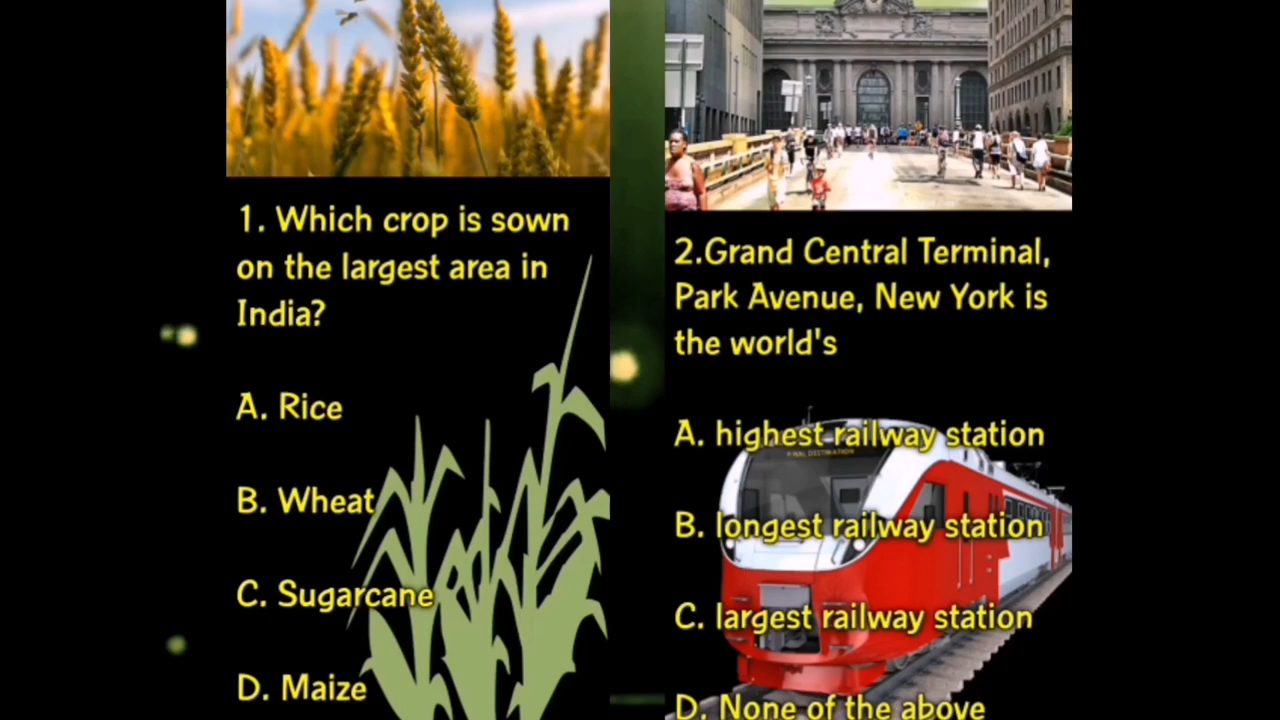 1. Which crop is sown
on the largest area in
India?
A. Rice
B. Wheat
C. Sugarcane
D. Maize
2.Grand Central Terminal,
Park Avenue, New York is
the world's
A. highest railway station
FINAL DESTINATION
B. longest railway station
C. largest railway station
D. None of the above